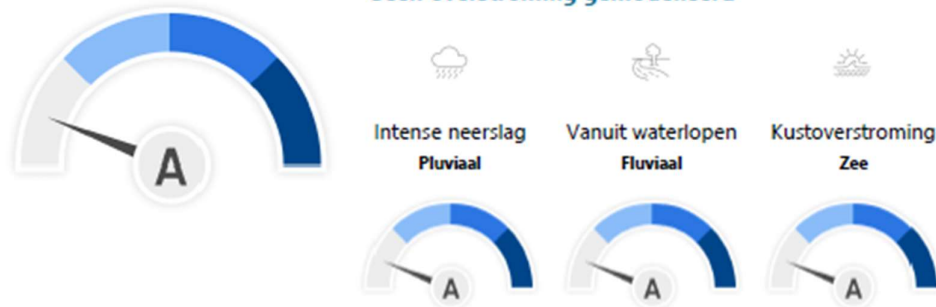 A
Intense neerslag
Pluviaal
Vanuit waterlopen
Fluviaal
Kustoverstroming
Zee
A
A
A